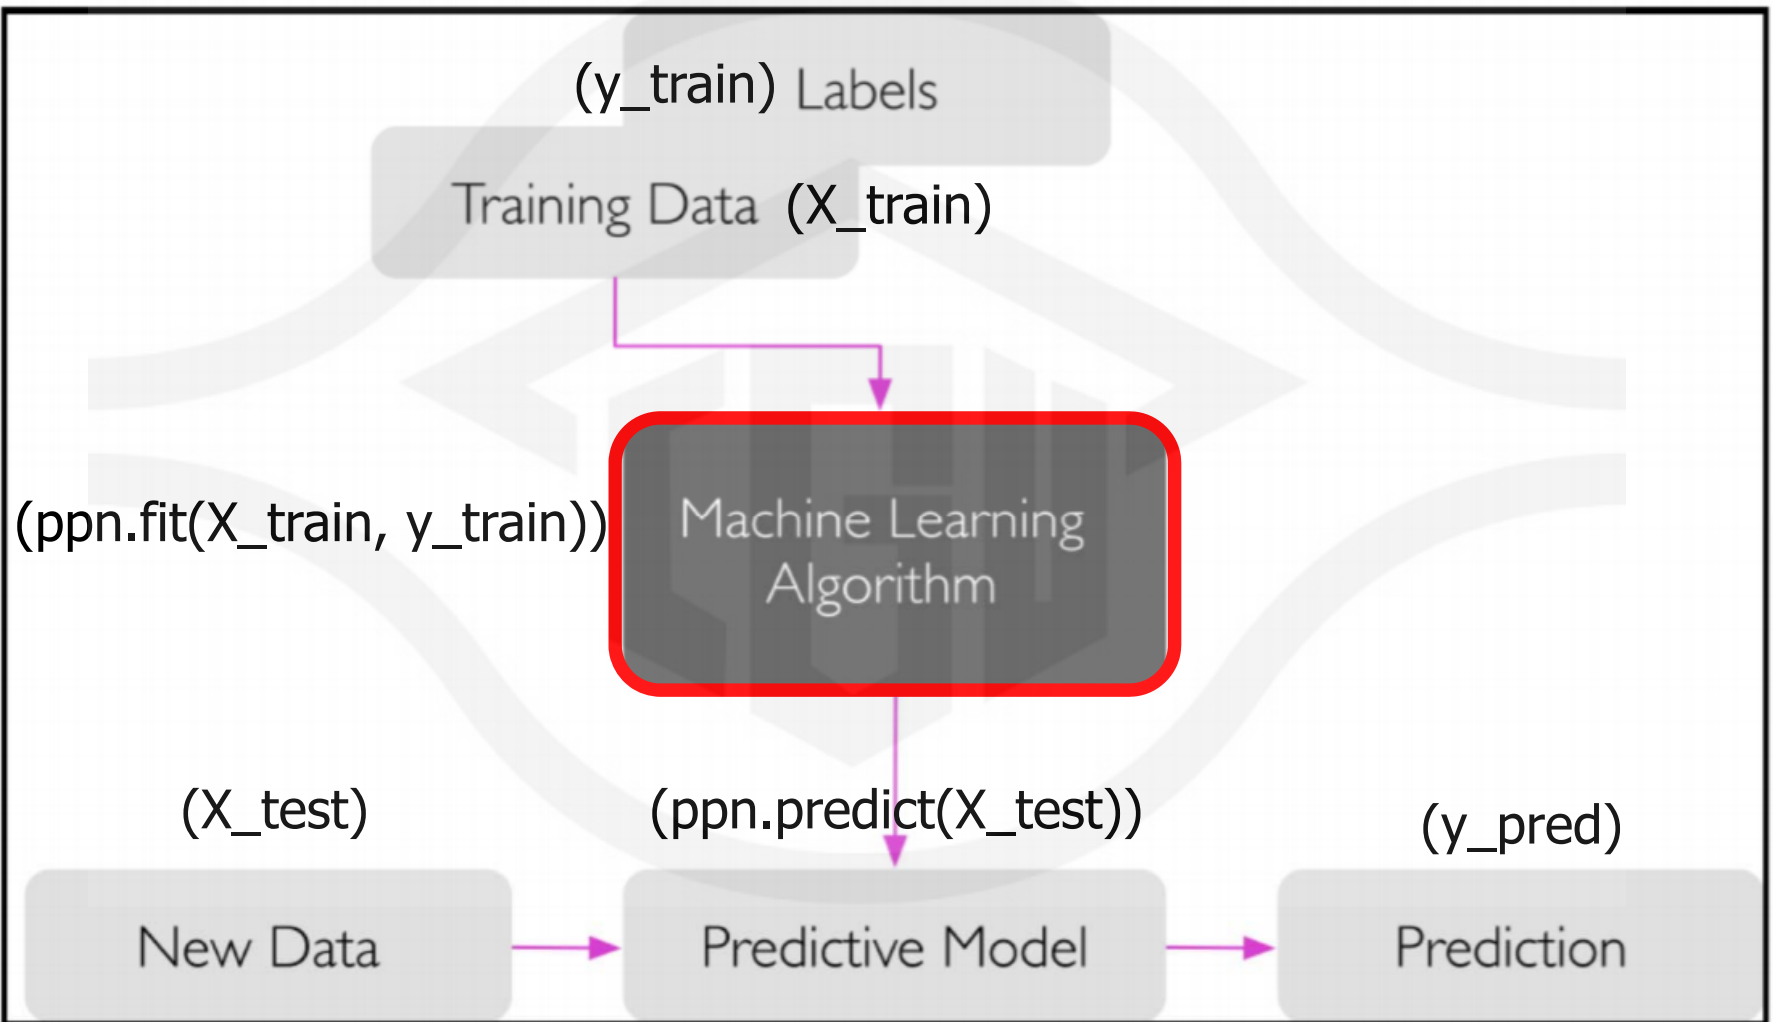 (y_train) Labels
Training Data (X_train)
(ppn.fit(X_train, y_train))
Machine Learning
Algorithm
(X_test)
(ppn.predict(X_test))
(y_pred)
New Data
Predictive Model
Prediction